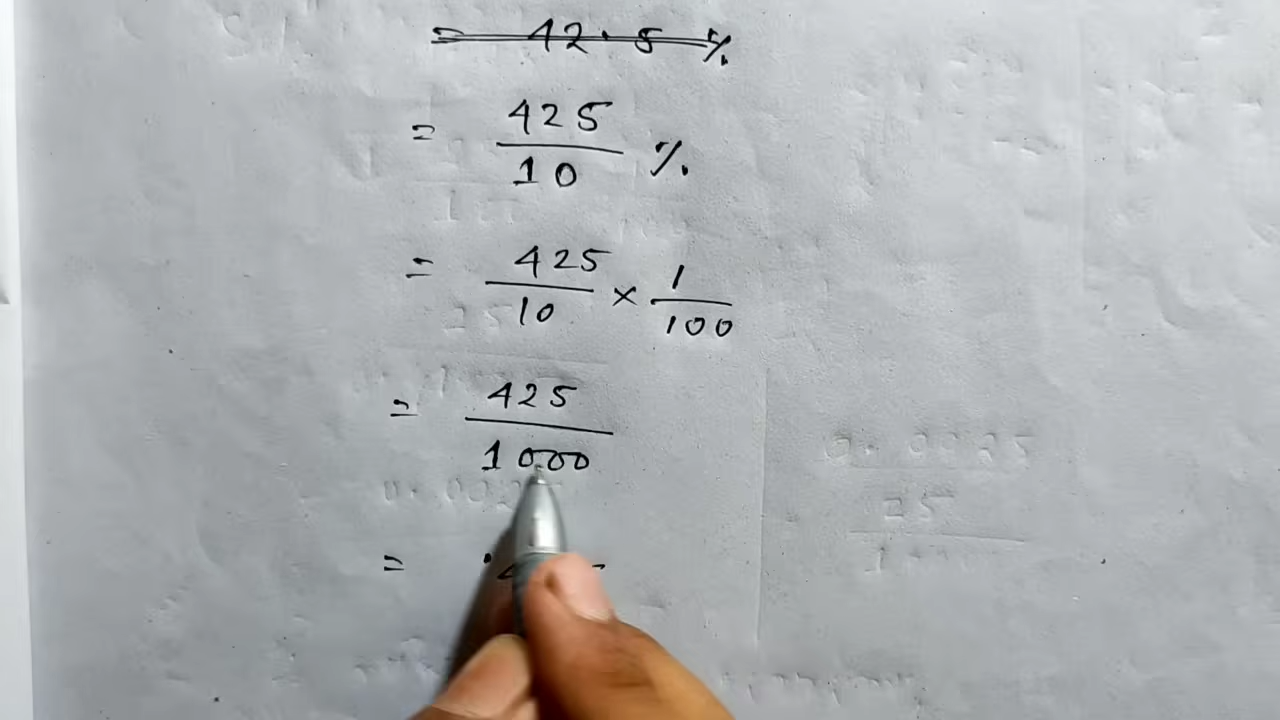 = 42.5 %
= 425/10 %
= 425/10 × 1/100
= 425/1000
=